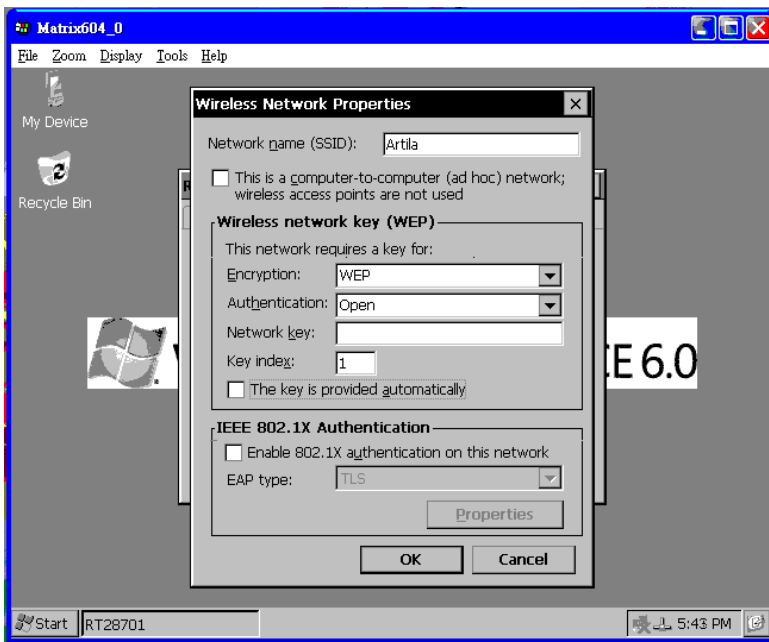 Matrix604_0
File Zoom Display Tools Help
My Device
Recycle Bin
Wireless Network Properties
Network name (SSID): Artila
This is a computer-to-computer (ad hoc) network;
wireless access points are not used
Wireless network key (WEP)
This network requires a key for:
Encryption: WEP
Authentication: Open
Network key:
Key index: 1
The key is provided automatically
IEEE 802.1X Authentication
Enable 802.1X authentication on this network
EAP type: TLS
Properties
OK Cancel
CE 6.0
Start RT28701 5:43 PM